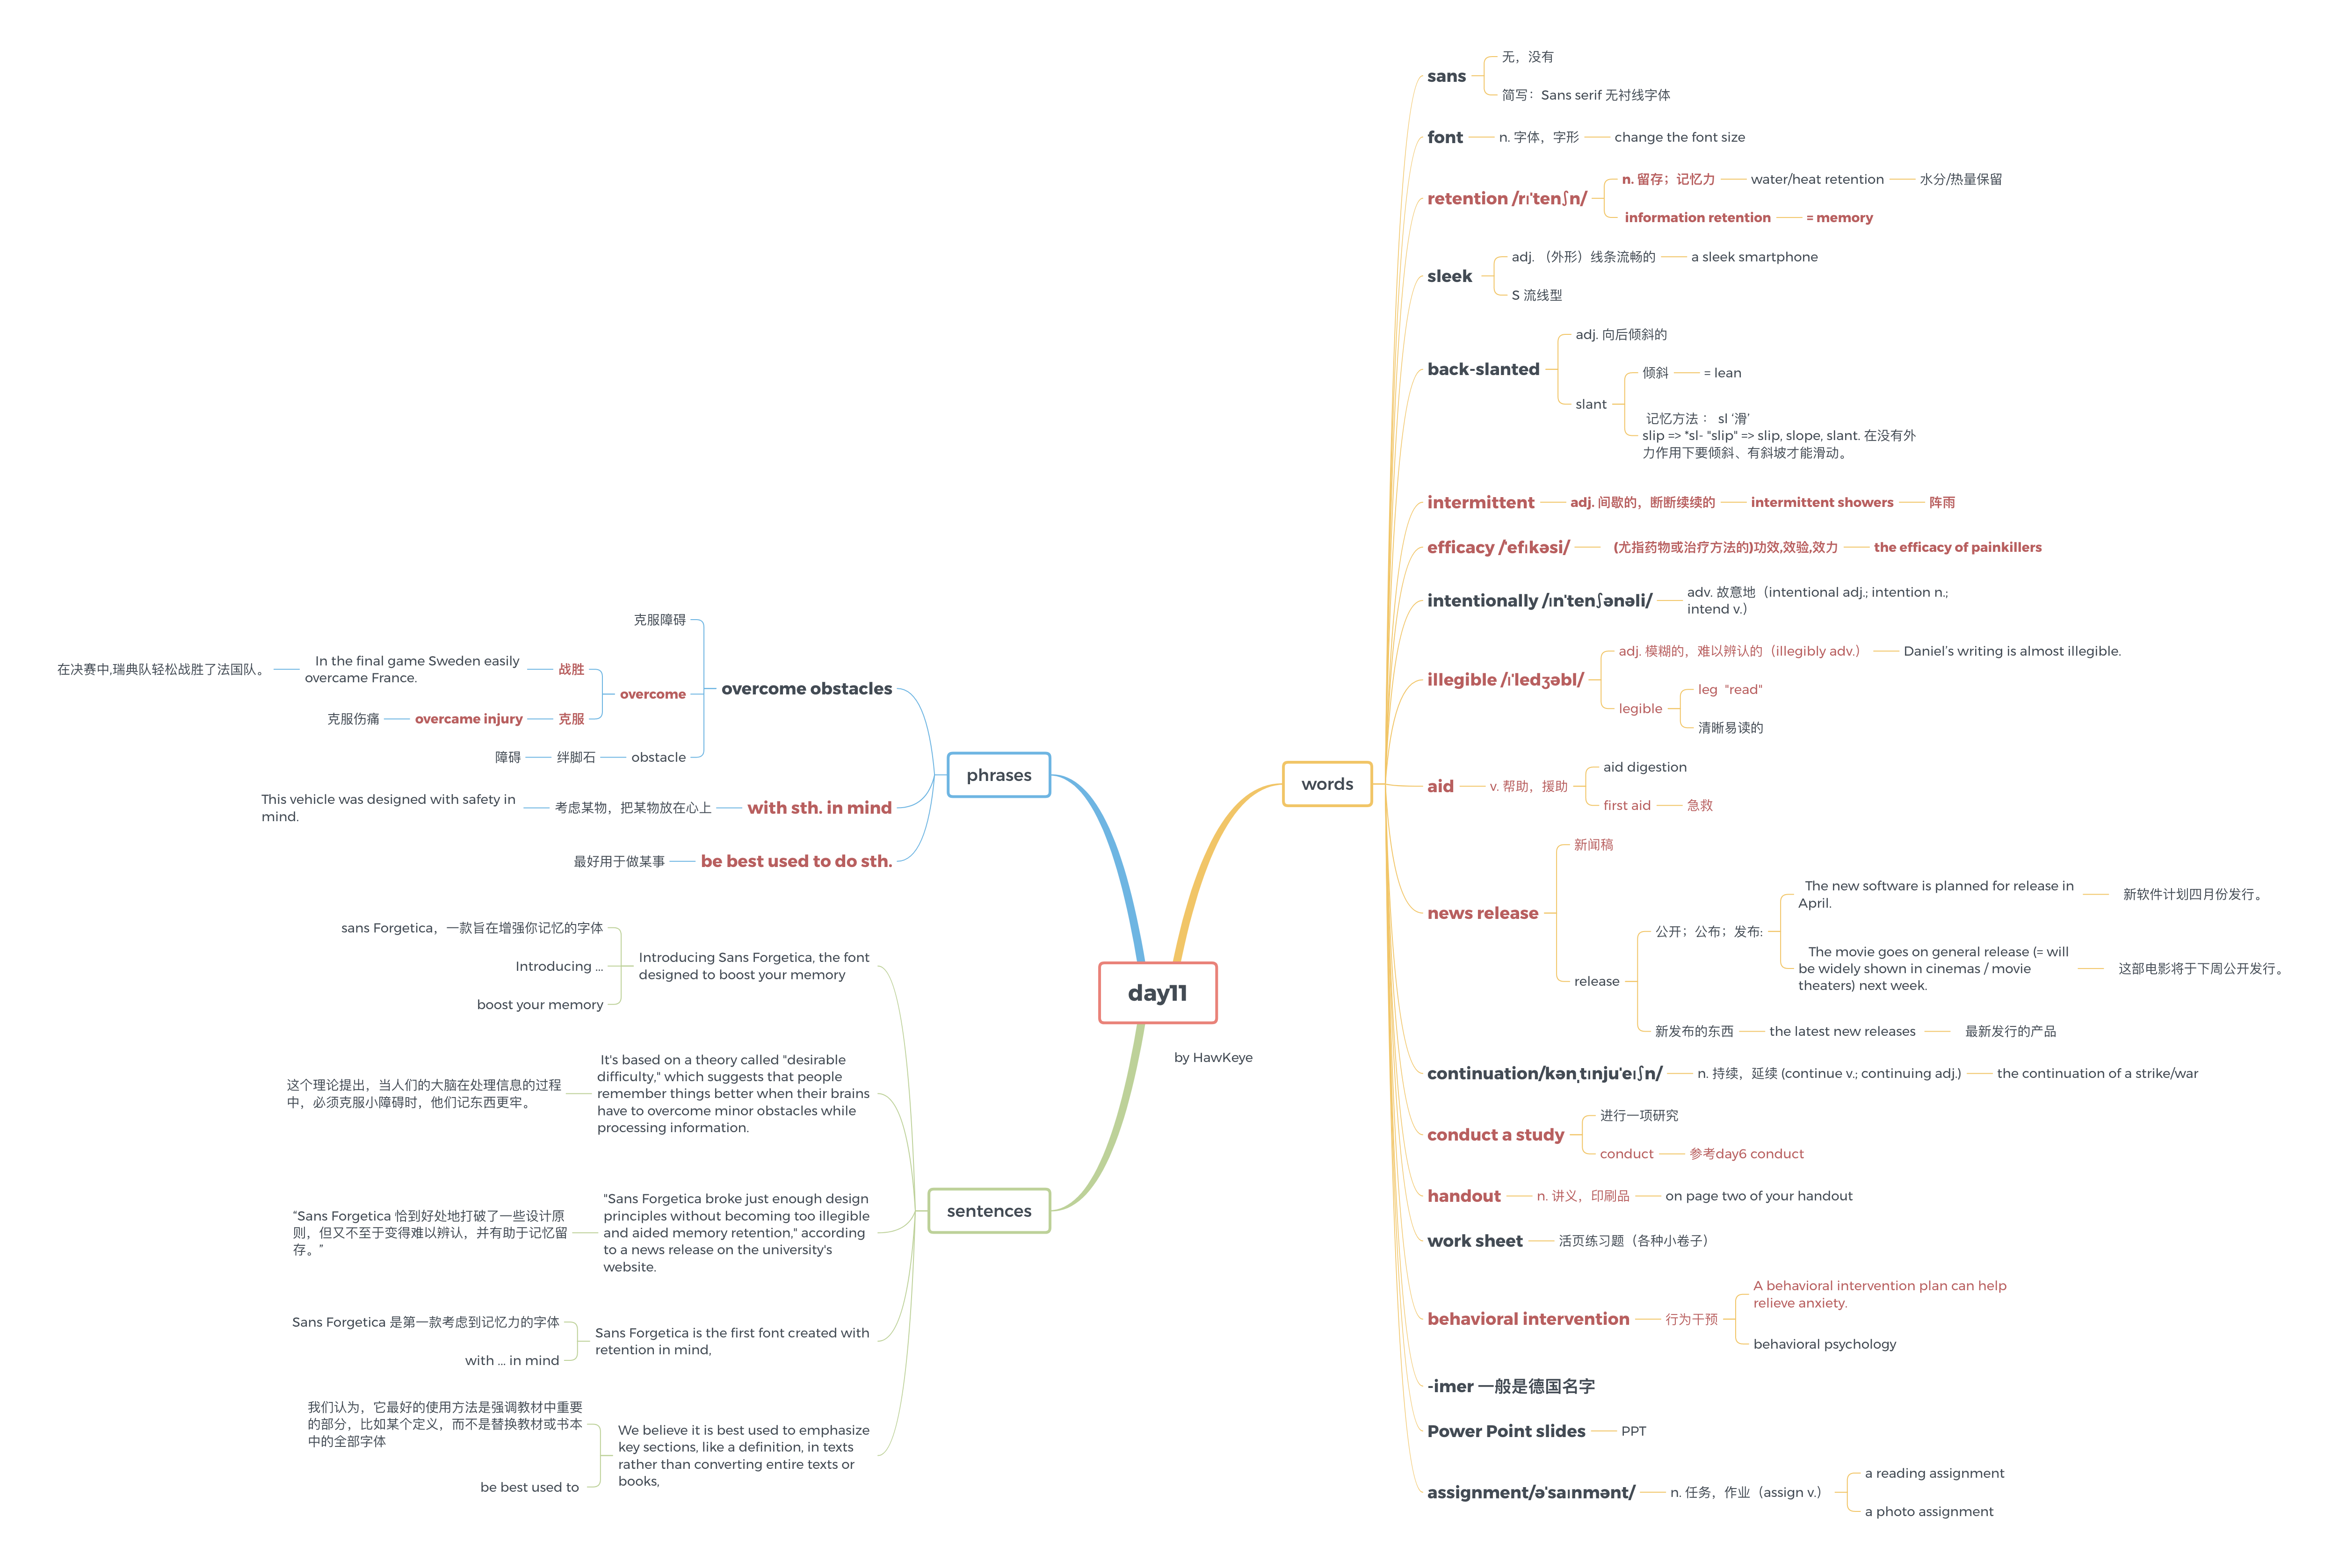 day11
by HawKeye
words
sans
无，没有
简写：Sans serif 无衬线字体
font
n. 字体，字形
change the font size
retention /rɪˈtenʃn/
n. 留存；记忆力
water/heat retention
水分/热量保留
information retention
= memory
sleek
adj. （外形）线条流畅的
a sleek smartphone
S 流线型
back-slanted
adj. 向后倾斜的
slant
倾斜
= lean
记忆方法： sl ‘滑’
slip => *sl- "slip" => slip, slope, slant. 在没有外
力作用下要倾斜、有斜坡才能滑动。
intermittent
adj. 间歇的，断断续续的
intermittent showers
阵雨
efficacy /ˈefɪkəsi/
(尤指药物或治疗方法的)功效,效验,效力
the efficacy of painkillers
intentionally /ɪnˈtenʃənəli/
adv. 故意地（intentional adj.; intention n.;
intend v.）
illegible /ɪˈledʒəbl/
adj. 模糊的，难以辨认的（illegibly adv.）
Daniel’s writing is almost illegible.
legible
leg "read"
清晰易读的
aid
v. 帮助，援助
aid digestion
first aid
急救
news release
新闻稿
release
公开；公布；发布:
The new software is planned for release in
April.
新软件计划四月份发行。
The movie goes on general release (= will
be widely shown in cinemas / movie
theaters) next week.
这部电影将于下周公开发行。
新发布的东西
the latest new releases
最新发行的产品
continuation/kənˌtɪnjuˈeɪʃn/
n. 持续，延续 (continue v.; continuing adj.)
the continuation of a strike/war
conduct a study
进行一项研究
conduct
参考day6 conduct
handout
n. 讲义，印刷品
on page two of your handout
work sheet
活页练习题（各种小卷子）
behavioral intervention
行为干预
A behavioral intervention plan can help
relieve anxiety.
behavioral psychology
-imer 一般是德国名字
Power Point slides
PPT
assignment/əˈsaɪnmənt/
n. 任务，作业（assign v.）
a reading assignment
a photo assignment
phrases
overcome obstacles
克服障碍
overcome
战胜
In the final game Sweden easily
overcame France.
在决赛中,瑞典队轻松战胜了法国队。
克服
overcame injury
克服伤痛
obstacle
绊脚石
障碍
with sth. in mind
考虑某物，把某物放在心上
This vehicle was designed with safety in
mind.
be best used to do sth.
最好用于做某事
sentences
Introducing Sans Forgetica, the font
designed to boost your memory
sans Forgetica，一款旨在增强你记忆的字体
Introducing ...
boost your memory
It's based on a theory called "desirable
difficulty," which suggests that people
remember things better when their brains
have to overcome minor obstacles while
processing information.
这个理论提出，当人们的大脑在处理信息的过程
中，必须克服小障碍时，他们记东西更牢。
"Sans Forgetica broke just enough design
principles without becoming too illegible
and aided memory retention," according
to a news release on the university's
website.
“Sans Forgetica 恰到好处地打破了一些设计原
则，但又不至于变得难以辨认，并有助于记忆留
存。”
Sans Forgetica is the first font created with
retention in mind,
Sans Forgetica 是第一款考虑到记忆力的字体
with ... in mind
We believe it is best used to emphasize
key sections, like a definition, in texts
rather than converting entire texts or
books,
我们认为，它最好的使用方法是强调教材中重要
的部分，比如某个定义，而不是替换教材或书本
中的全部字体
be best used to